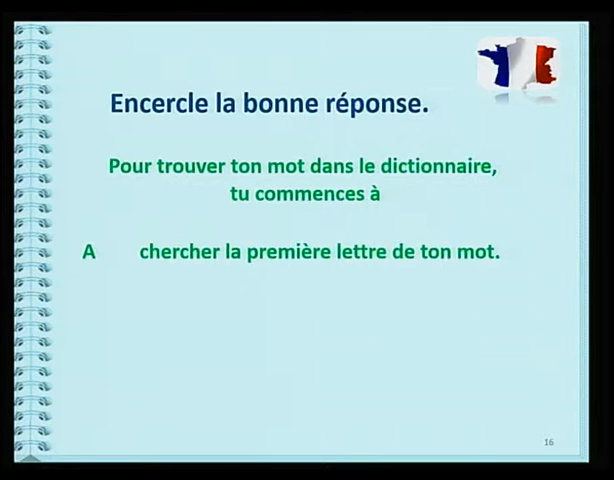 Encercle la bonne réponse.
Pour trouver ton mot dans le dictionnaire,
tu commences à
A chercher la première lettre de ton mot.
16